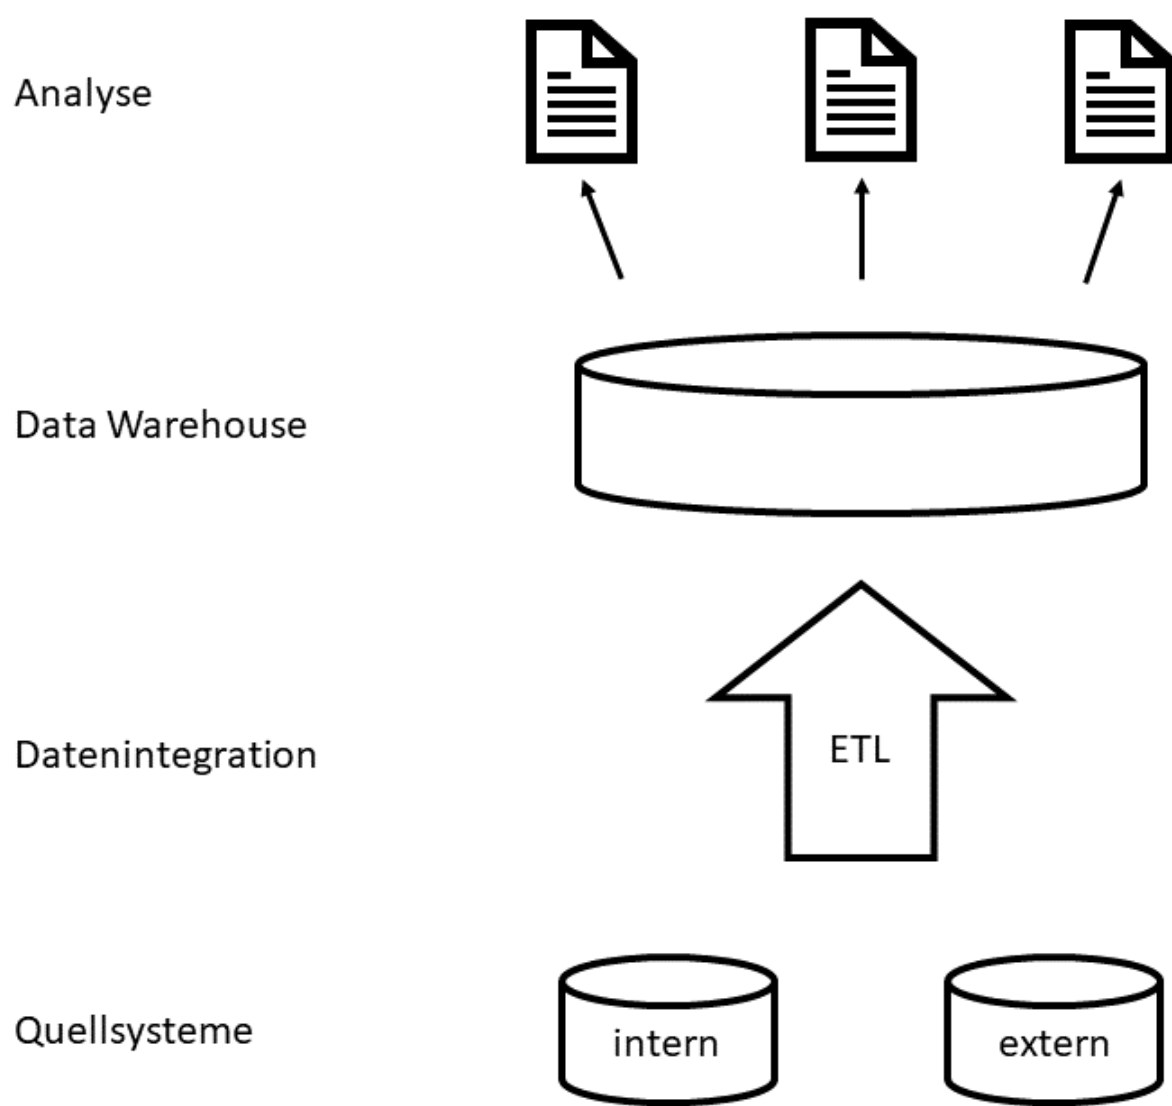 Analyse
Data Warehouse
Datenintegration
ETL
Quellsysteme
intern
extern